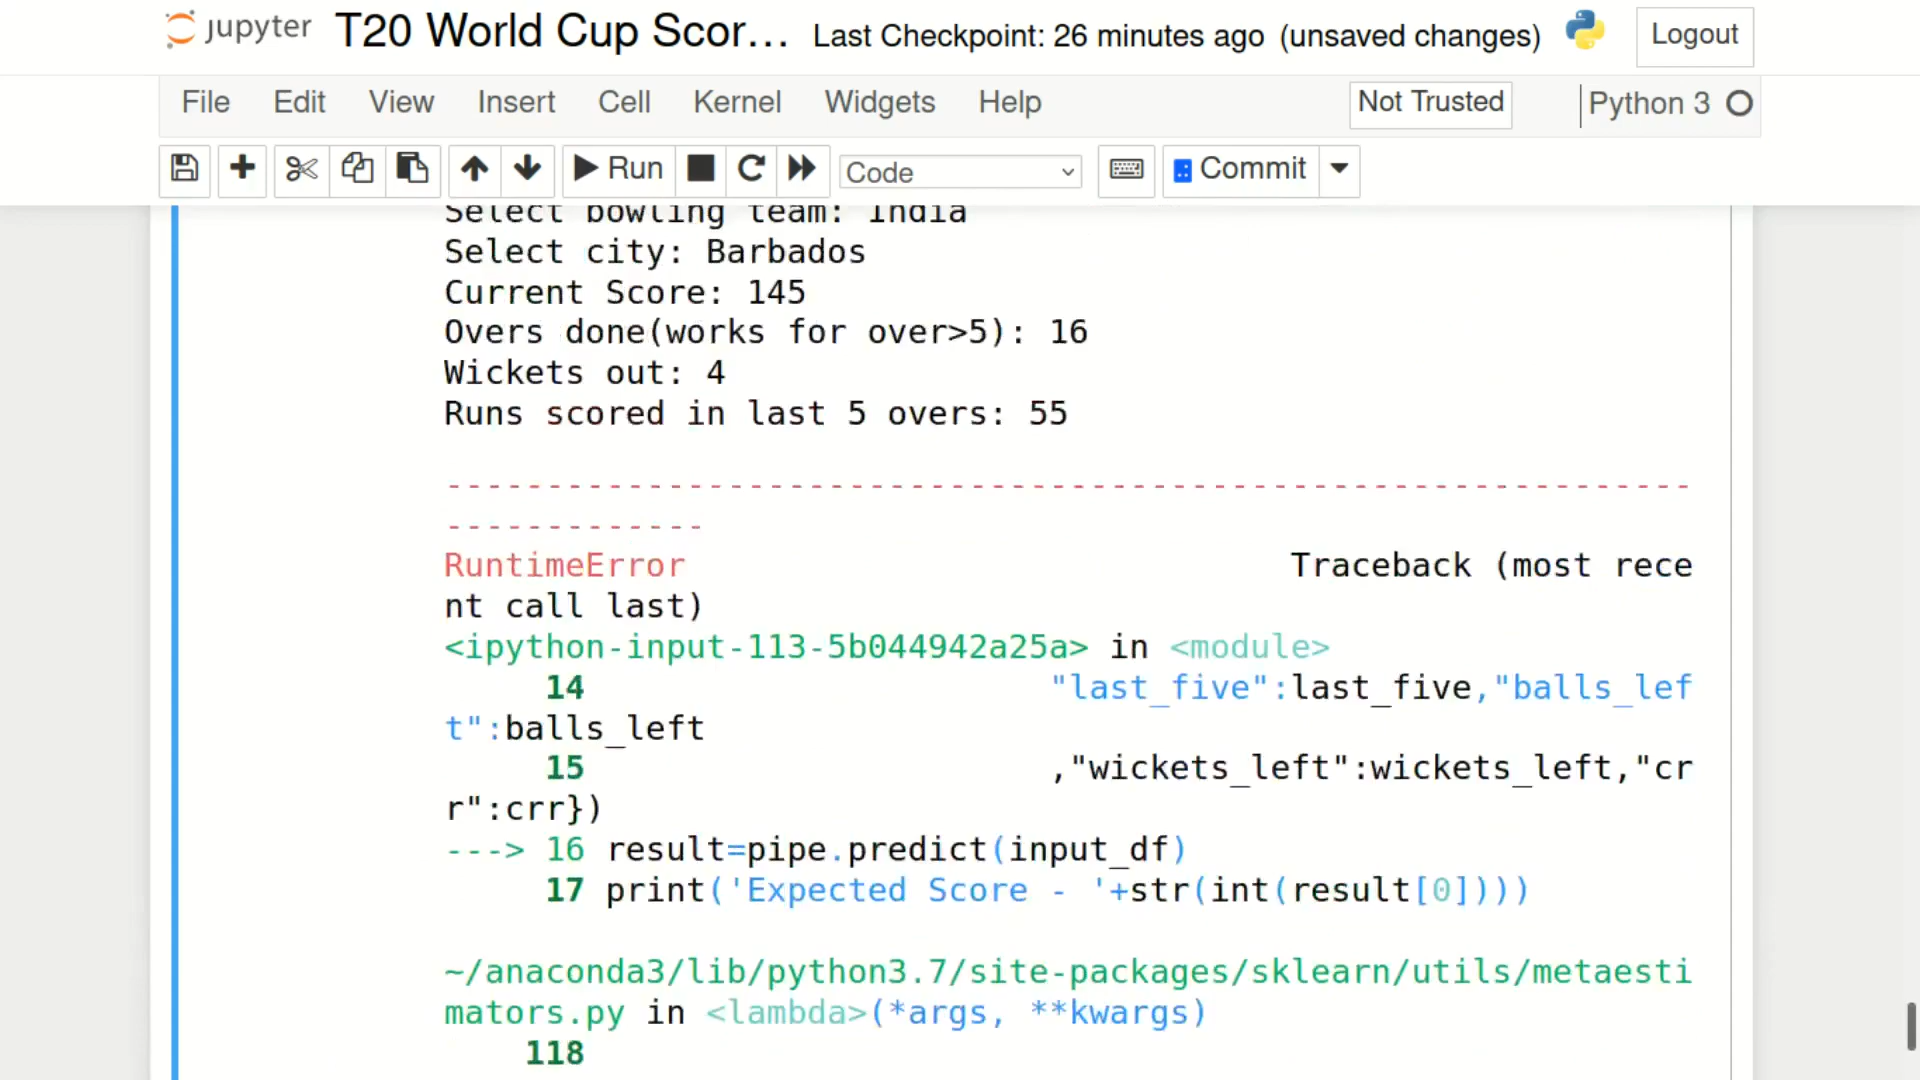 jupyter T20 World Cup Scor... Last Checkpoint: 26 minutes ago (unsaved changes) Logout
File Edit View Insert Cell Kernel Widgets Help Not Trusted Python 3
Run Code Commit
Select bowling team: India
Select city: Barbados
Current Score: 145
Overs done(works for over>5): 16
Wickets out: 4
Runs scored in last 5 overs: 55
--------------------------------------------------------------
-------------
RuntimeError Traceback (most rece
nt call last)
<ipython-input-113-5b044942a25a> in <module>
14 "last_five":last_five,"balls_lef
t":balls_left
15 ,"wickets_left":wickets_left,"cr
r":crr})
---> 16 result=pipe.predict(input_df)
17 print('Expected Score - '+str(int(result[0])))
~/anaconda3/lib/python3.7/site-packages/sklearn/utils/metaesti
mators.py in <lambda>(*args, **kwargs)
118